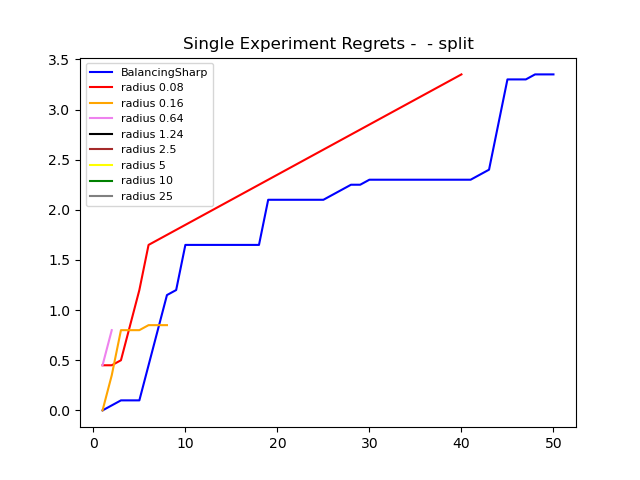 Single Experiment Regrets -  - split
3.5
3.0
2.5
2.0
1.5
1.0
0.5
0.0
BalancingSharp
radius 0.08
radius 0.16
radius 0.64
radius 1.24
radius 2.5
radius 5
radius 10
radius 25
0 10 20 30 40 50